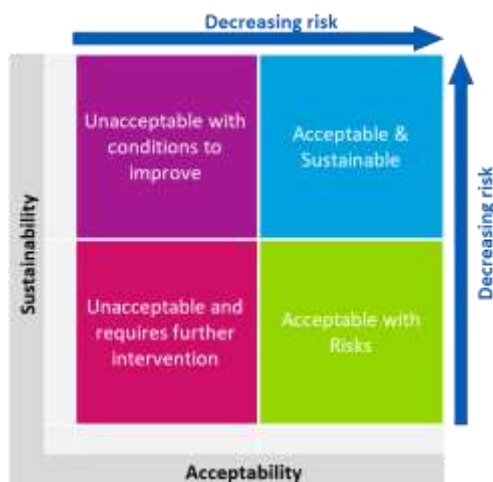 Decreasing risk
Unacceptable with
conditions to
improve
Acceptable &
Sustainable
Decreasing risk
Sustainability
Unacceptable and
requires further
intervention
Acceptable with
Risks
Acceptability